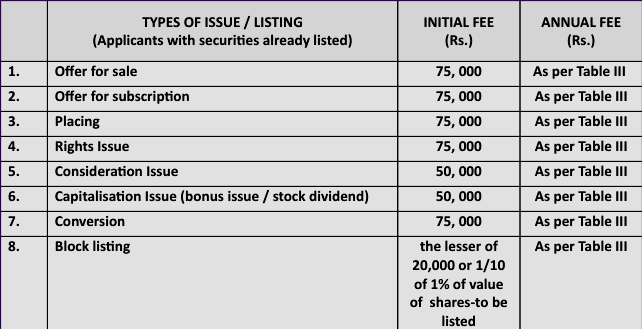 TYPES OF ISSUE / LISTING INITIAL FEE ANNUAL FEE
(Applicants with securities already listed) (Rs.) (Rs.)
1. Offer for sale 75, 000 As per Table III
2. Offer for subscription 75, 000 As per Table III
3. Placing 75, 000 As per Table III
4. Rights Issue 75, 000 As per Table III
5. Consideration Issue 50, 000 As per Table III
6. Capitalisation Issue (bonus issue / stock dividend) 50, 000 As per Table III
7. Conversion 75, 000 As per Table III
8. Block listing the lesser of As per Table III
20,000 or 1/10
of 1% of value
of shares-to be
listed